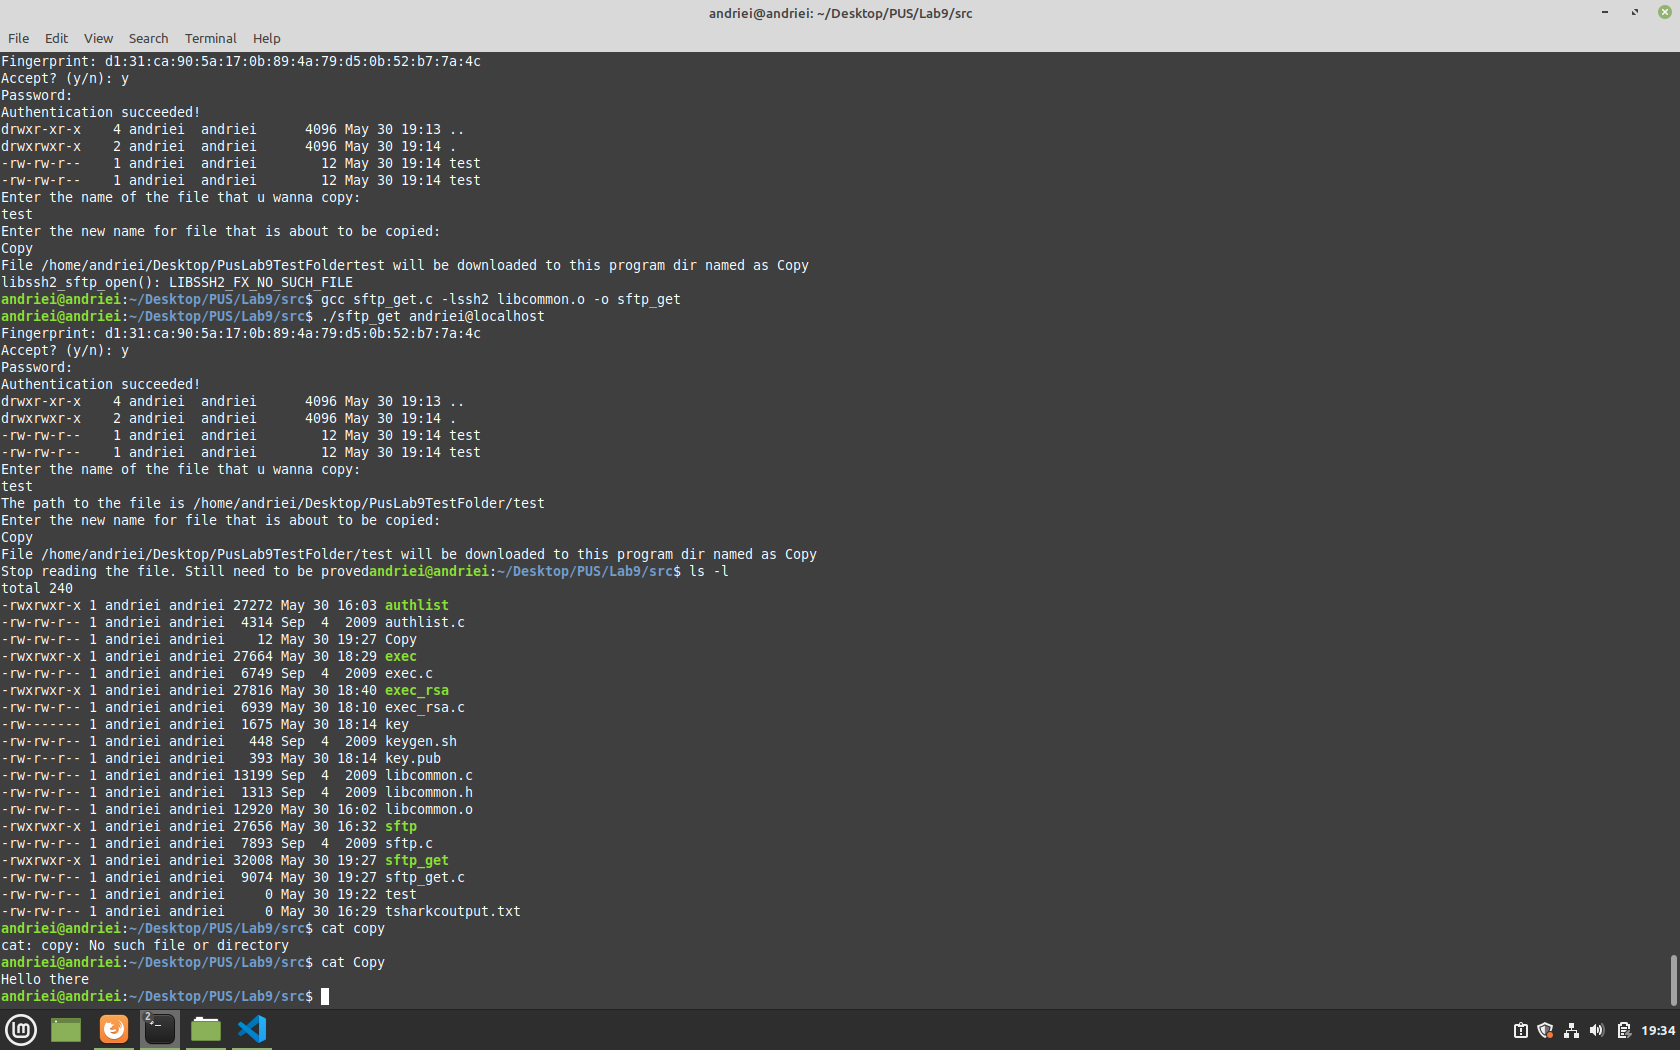 andriei@andriei: ~/Desktop/PUS/Lab9/src
File Edit View Search Terminal Help
Fingerprint: d1:31:ca:90:5a:17:0b:89:4a:79:d5:0b:52:b7:7a:4c
Accept? (y/n): y
Password:
Authentication succeeded!
drwxr-xr-x    4 andriei  andriei      4096 May 30 19:13 ..
drwxrwxr-x    2 andriei  andriei      4096 May 30 19:14 .
-rw-rw-r--    1 andriei  andriei        12 May 30 19:14 test
-rw-rw-r--    1 andriei  andriei        12 May 30 19:14 test
Enter the name of the file that u wanna copy:
test
Enter the new name for file that is about to be copied:
Copy
File /home/andriei/Desktop/PusLab9TestFoldertest will be downloaded to this program dir named as Copy
libssh2_sftp_open(): LIBSSH2_FX_NO_SUCH_FILE
andriei@andriei:~/Desktop/PUS/Lab9/src$ gcc sftp_get.c -lssh2 libcommon.o -o sftp_get
andriei@andriei:~/Desktop/PUS/Lab9/src$ ./sftp_get andriei@localhost
Fingerprint: d1:31:ca:90:5a:17:0b:89:4a:79:d5:0b:52:b7:7a:4c
Accept? (y/n): y
Password:
Authentication succeeded!
drwxr-xr-x    4 andriei  andriei      4096 May 30 19:13 ..
drwxrwxr-x    2 andriei  andriei      4096 May 30 19:14 .
-rw-rw-r--    1 andriei  andriei        12 May 30 19:14 test
-rw-rw-r--    1 andriei  andriei        12 May 30 19:14 test
Enter the name of the file that u wanna copy:
test
The path to the file is /home/andriei/Desktop/PusLab9TestFolder/test
Enter the new name for file that is about to be copied:
Copy
File /home/andriei/Desktop/PusLab9TestFolder/test will be downloaded to this program dir named as Copy
Stop reading the file. Still need to be provedandriei@andriei:~/Desktop/PUS/Lab9/src$ ls -l
total 240
-rwxrwxr-x 1 andriei andriei 27272 May 30 16:03 authlist
-rw-rw-r-- 1 andriei andriei  4314 Sep  4  2009 authlist.c
-rw-rw-r-- 1 andriei andriei    12 May 30 19:27 Copy
-rwxrwxr-x 1 andriei andriei 27664 May 30 18:29 exec
-rw-rw-r-- 1 andriei andriei  6749 Sep  4  2009 exec.c
-rwxrwxr-x 1 andriei andriei 27816 May 30 18:40 exec_rsa
-rw-rw-r-- 1 andriei andriei  6939 May 30 18:10 exec_rsa.c
-rw------- 1 andriei andriei  1675 May 30 18:14 key
-rw-rw-r-- 1 andriei andriei   448 Sep  4  2009 keygen.sh
-rw-r--r-- 1 andriei andriei   393 May 30 18:14 key.pub
-rw-rw-r-- 1 andriei andriei 13199 Sep  4  2009 libcommon.c
-rw-rw-r-- 1 andriei andriei  1313 Sep  4  2009 libcommon.h
-rw-rw-r-- 1 andriei andriei 12920 May 30 16:02 libcommon.o
-rwxrwxr-x 1 andriei andriei 27656 May 30 16:32 sftp
-rw-rw-r-- 1 andriei andriei  7893 Sep  4  2009 sftp.c
-rwxrwxr-x 1 andriei andriei 32008 May 30 19:27 sftp_get
-rw-rw-r-- 1 andriei andriei  9074 May 30 19:27 sftp_get.c
-rw-rw-r-- 1 andriei andriei     0 May 30 19:22 test
-rw-rw-r-- 1 andriei andriei     0 May 30 16:29 tsharkcoutput.txt
andriei@andriei:~/Desktop/PUS/Lab9/src$ cat copy
cat: copy: No such file or directory
andriei@andriei:~/Desktop/PUS/Lab9/src$ cat Copy
Hello there
andriei@andriei:~/Desktop/PUS/Lab9/src$
2
19:34